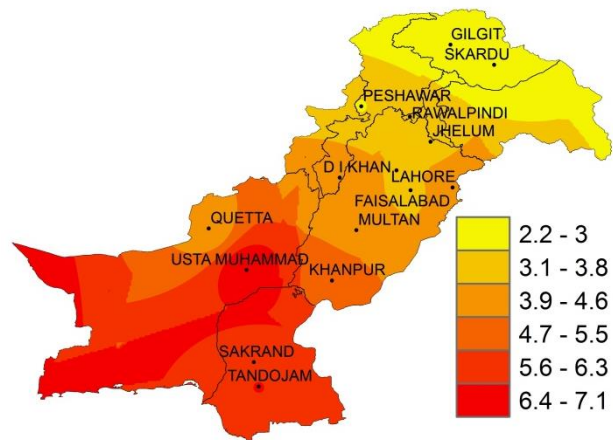 GILGIT
SKARDU
PESHAWAR
RAWALPINDI
JHELUM
D I KHAN
LAHORE
FAISALABAD
MULTAN
QUETTA
USTA MUHAMMAD
KHANPUR
SAKRAND
TANDOJAM
2.2 - 3
3.1 - 3.8
3.9 - 4.6
4.7 - 5.5
5.6 - 6.3
6.4 - 7.1